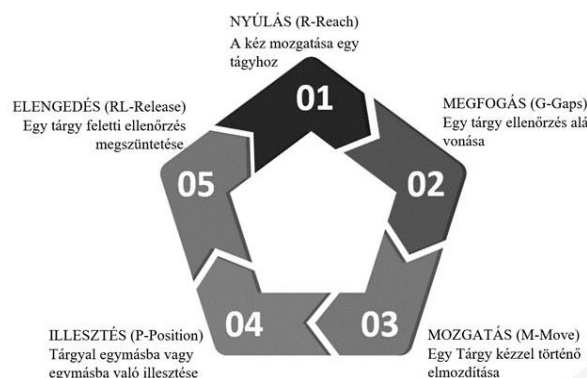 NYÚLÁS (R-Reach)
A kéz mozgatása egy
tágyhoz
01
MEGFOGÁS (G-Gaps)
Egy tárgy ellenőrzés alá
vonása
02
MOZGATÁS (M-Move)
Egy Tárgy kézzel történő
elmozdítása
03
ILLESZTÉS (P-Position)
Tárgyal egymásba vagy
egymásba való illesztése
04
ELENGEDÉS (RL-Release)
Egy tárgy feletti ellenőrzés
megszüntetése
05